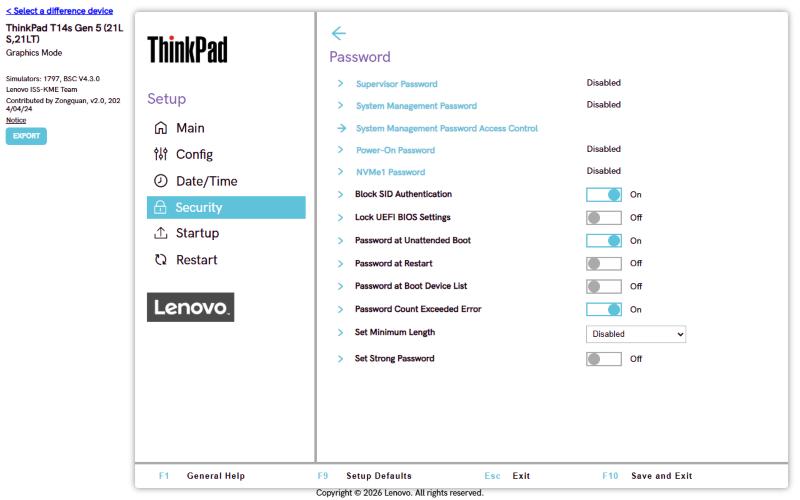 < Select a difference device
ThinkPad T14s Gen 5 (21L
S,21LT)
Graphics Mode
Simulators: 1797, BSC V4.3.0
Lenovo ISS-KME Team
Contributed by Zongquan, v2.0, 202
4/04/24
Notice
EXPORT
ThinkPad
Setup
Main
Config
Date/Time
Security
Startup
Restart
Lenovo.
Password
Supervisor Password Disabled
System Management Password Disabled
System Management Password Access Control
Power-On Password Disabled
NVMe1 Password Disabled
Block SID Authentication On
Lock UEFI BIOS Settings Off
Password at Unattended Boot On
Password at Restart Off
Password at Boot Device List Off
Password Count Exceeded Error On
Set Minimum Length Disabled
Set Strong Password Off
F1 General Help F9 Setup Defaults Esc Exit F10 Save and Exit
Copyright © 2026 Lenovo. All rights reserved.